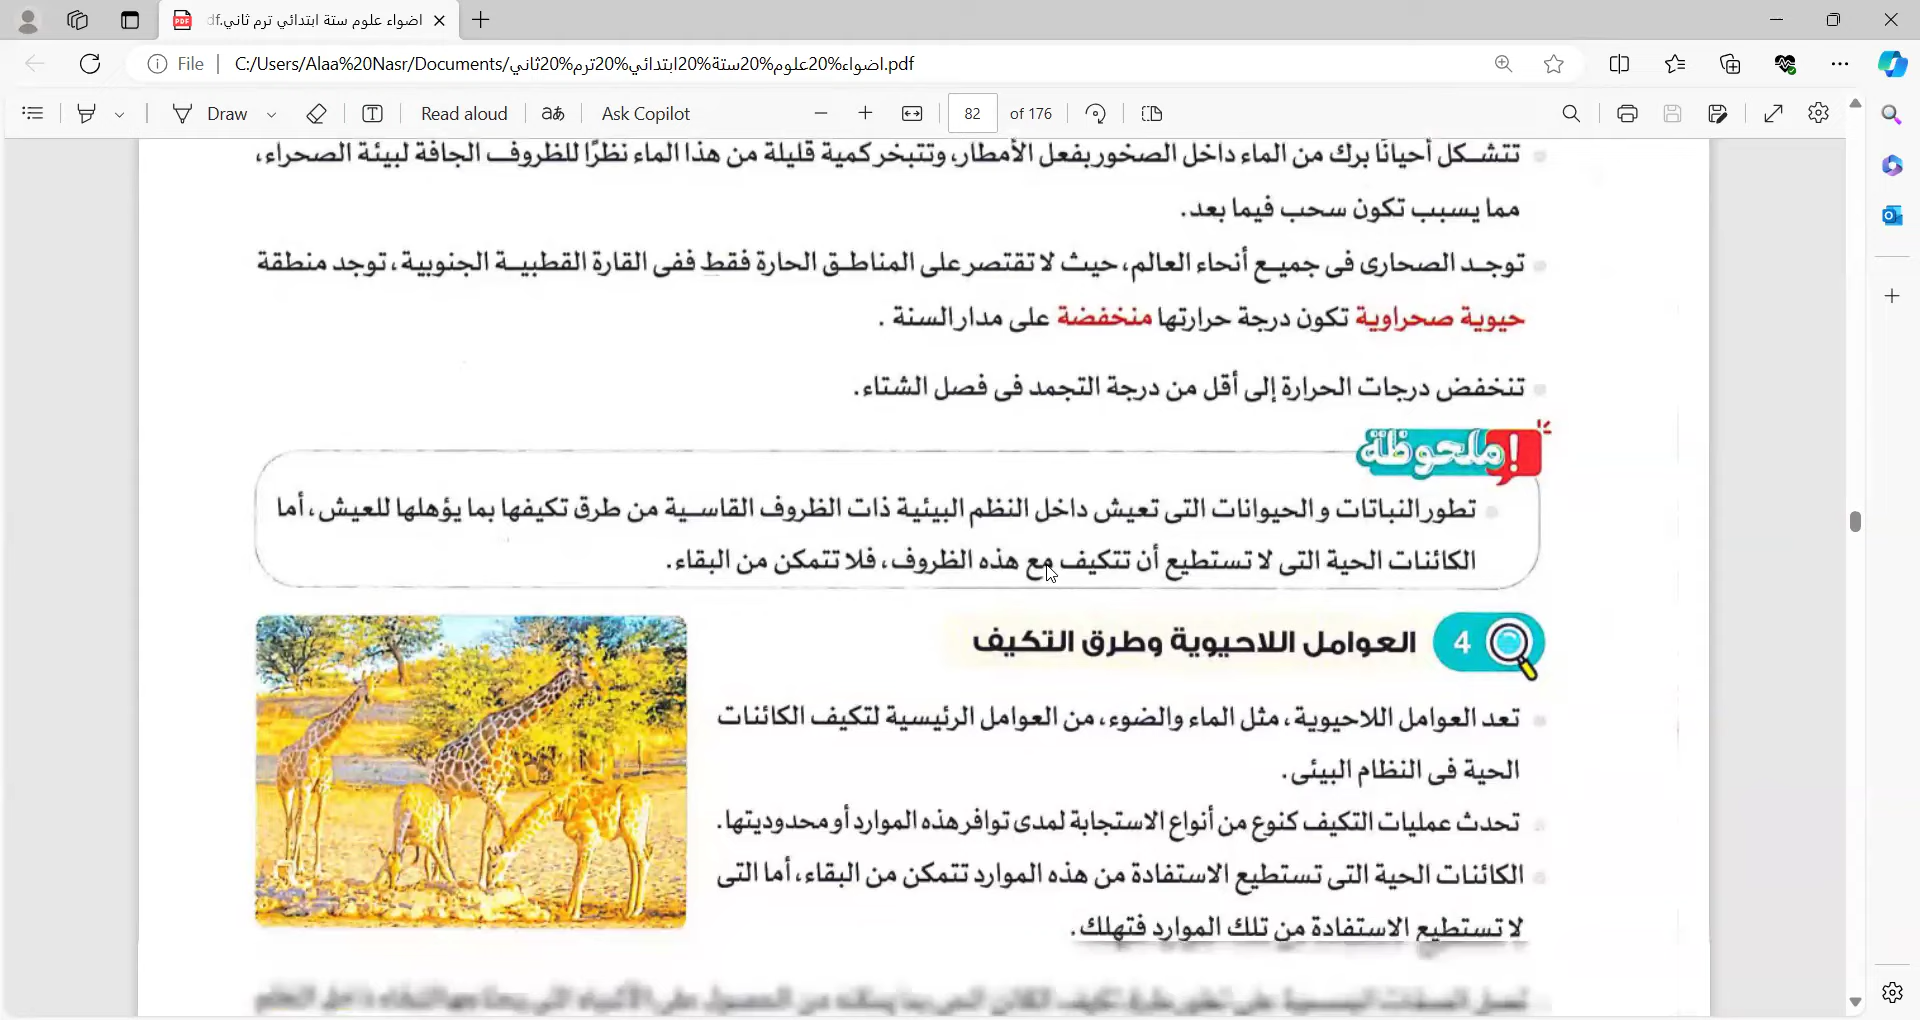 اضواء علوم ستة ابتدائي ترم ثاني.df
File
C:/Users/Alaa%20Nasr/Documents/اضواء%20علوم%20ستة%20ابتدائي%20ترم%20ثاني.pdf
Draw
Read aloud
aあ
Ask Copilot
82 of 176
تتشكل أحيانًا برك من الماء داخل الصخور بفعل الأمطار، وتتبخر كمية قليلة من هذا الماء نظرًا للظروف الجافة لبيئة الصحراء،
مما يسبب تكون سحب فيما بعد.
توجد الصحارى فى جميع أنحاء العالم، حيث لا تقتصر على المناطق الحارة فقط ففى القارة القطبية الجنوبية، توجد منطقة
حيوية صحراوية تكون درجة حرارتها منخفضة على مدار السنة .
تنخفض درجات الحرارة إلى أقل من درجة التجمد فى فصل الشتاء.
ملحوظة !
تطور النباتات و الحيوانات التى تعيش داخل النظم البيئية ذات الظروف القاسية من طرق تكيفها بما يؤهلها للعيش، أما
الكائنات الحية التى لا تستطيع أن تتكيف مع هذه الظروف، فلا تتمكن من البقاء.
4 العوامل اللاحيوية وطرق التكيف
تعد العوامل اللاحيوية، مثل الماء والضوء، من العوامل الرئيسية لتكيف الكائنات
الحية فى النظام البيئى.
تحدث عمليات التكيف كنوع من أنواع الاستجابة لمدى توافر هذه الموارد أو محدوديتها.
الكائنات الحية التى تستطيع الاستفادة من هذه الموارد تتمكن من البقاء، أما التى
لا تستطيع الاستفادة من تلك الموارد فتهلك.